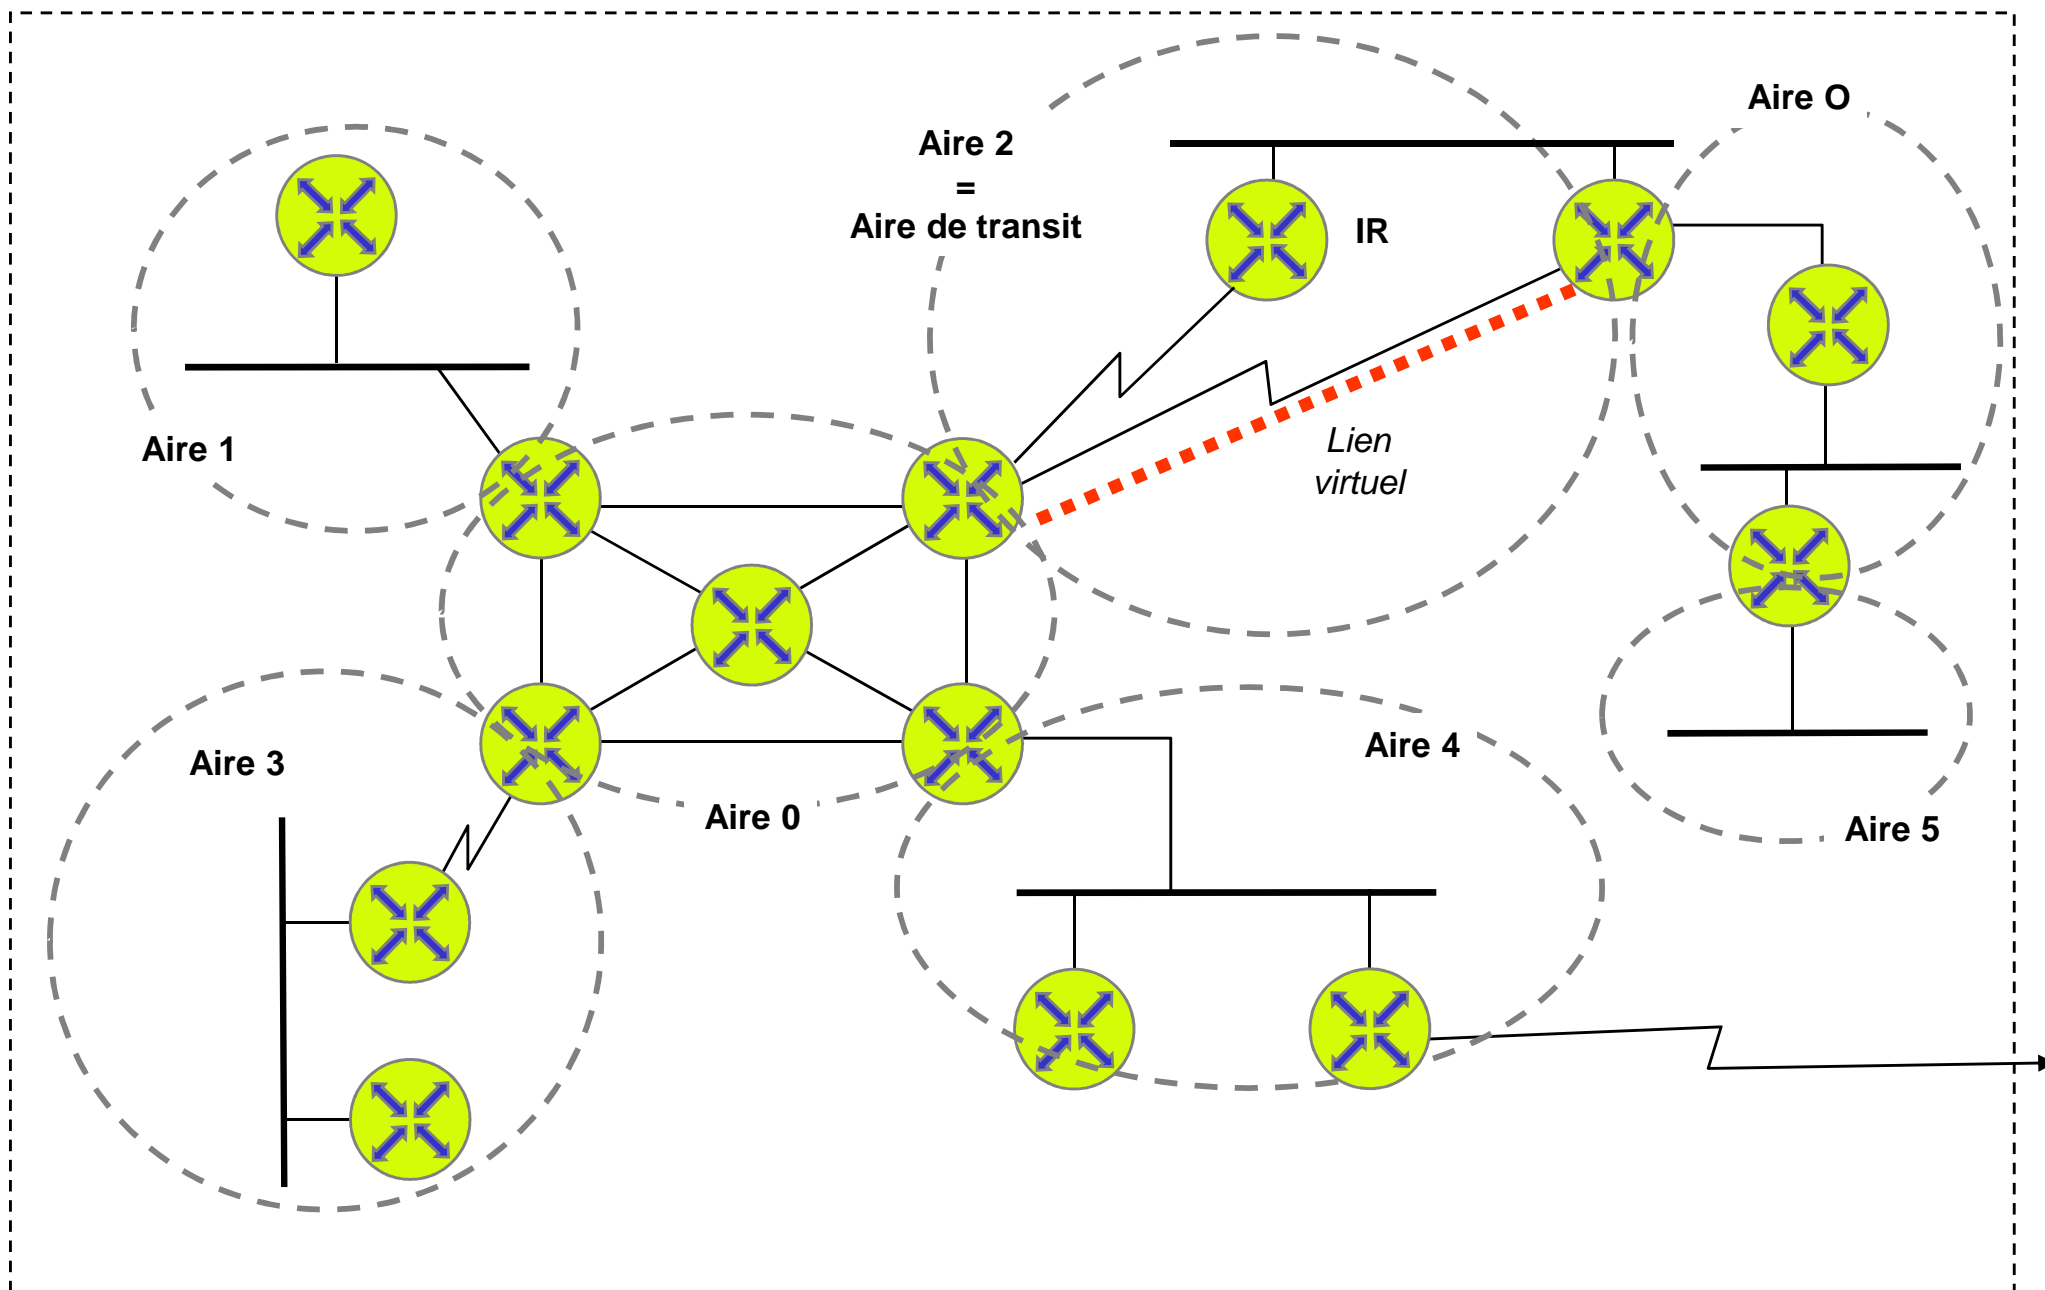 Aire O
Aire 2
=
Aire de transit
IR
Aire 1
Lien
virtuel
Aire 3
Aire 4
Aire 0
Aire 5